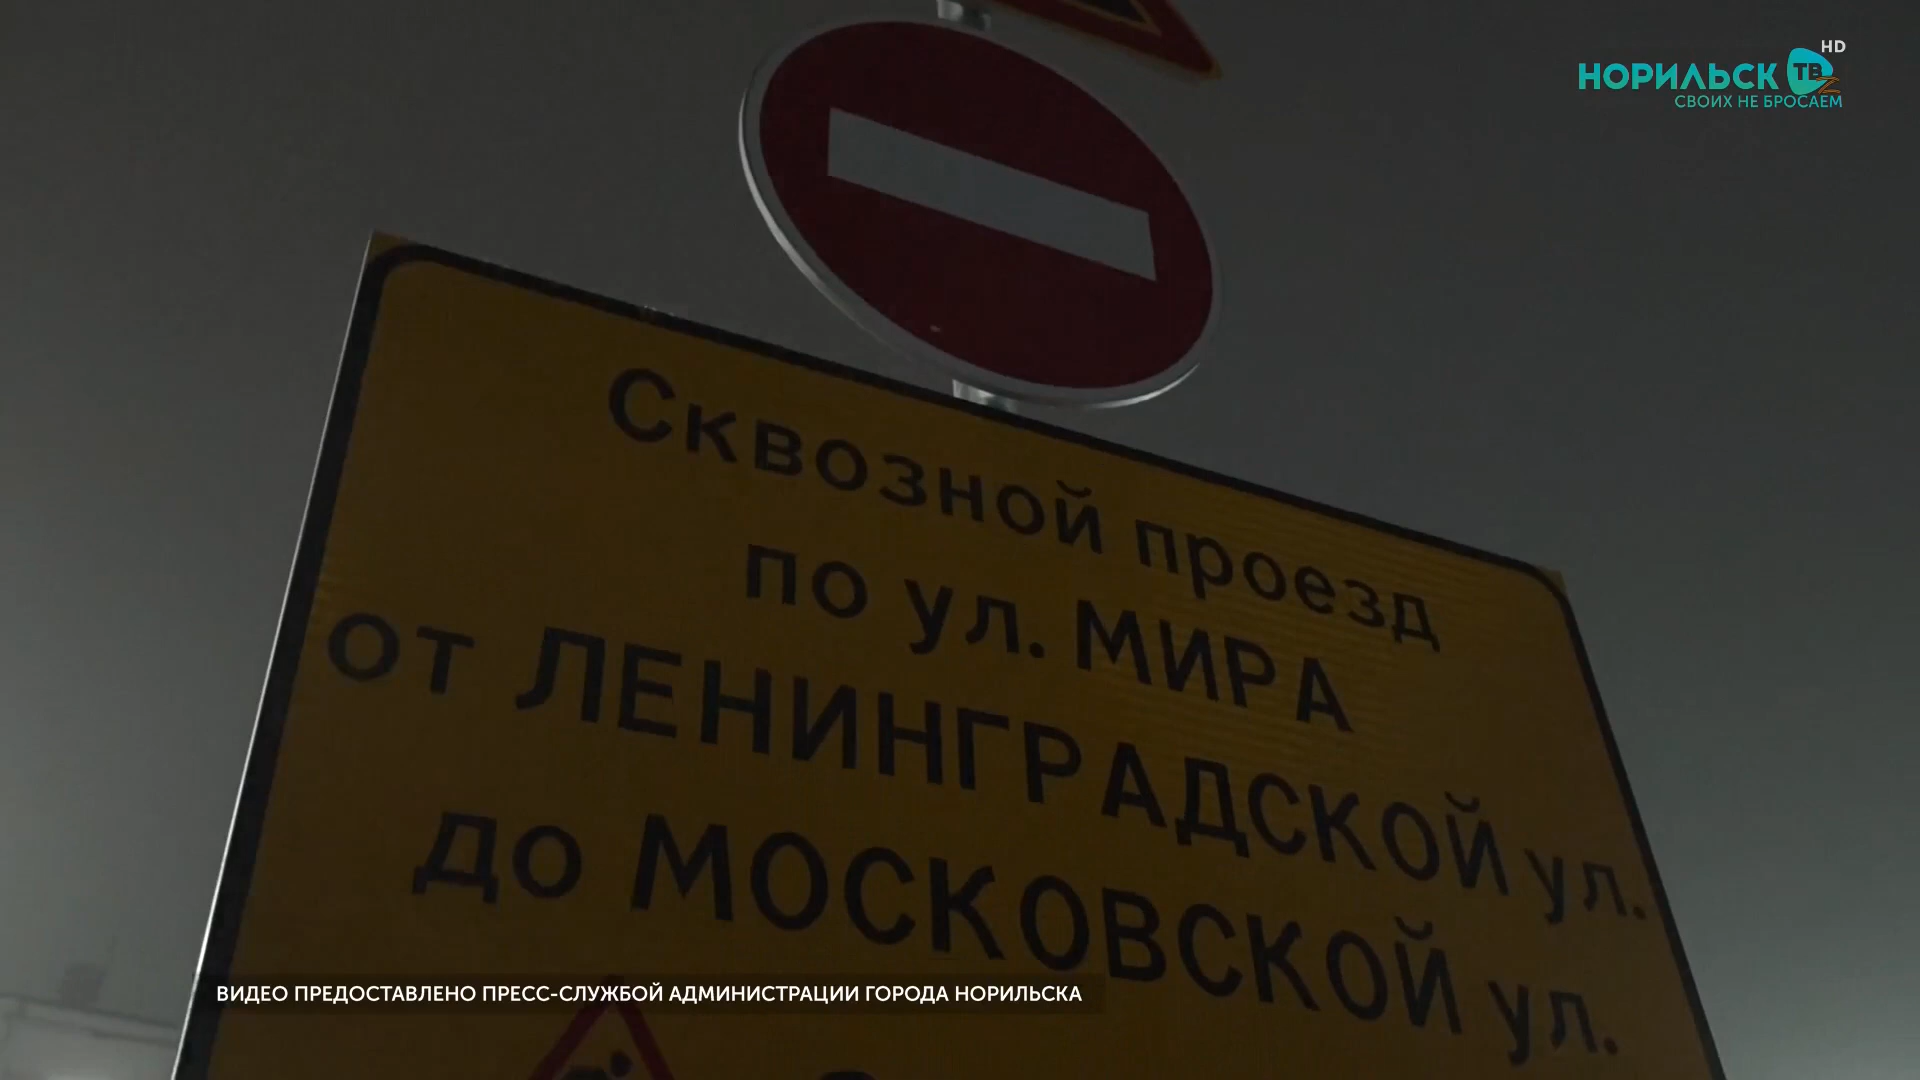 HD
НОРИЛЬСК ТВ
СВОИХ НЕ БРОСАЕМ
Сквозной проезд
по ул. МИРА
от ЛЕНИНГРАДСКОЙ ул.
до МОСКОВСКОЙ ул.
ВИДЕО ПРЕДОСТАВЛЕНО ПРЕСС-СЛУЖБОЙ АДМИНИСТРАЦИИ ГОРОДА НОРИЛЬСКА